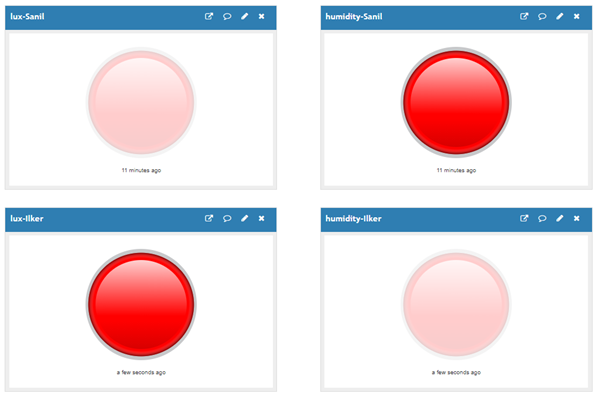 lux-Sanil
humidity-Sanil
11 minutes ago
11 minutes ago
lux-Ilker
humidity-Ilker
a few seconds ago
a few seconds ago